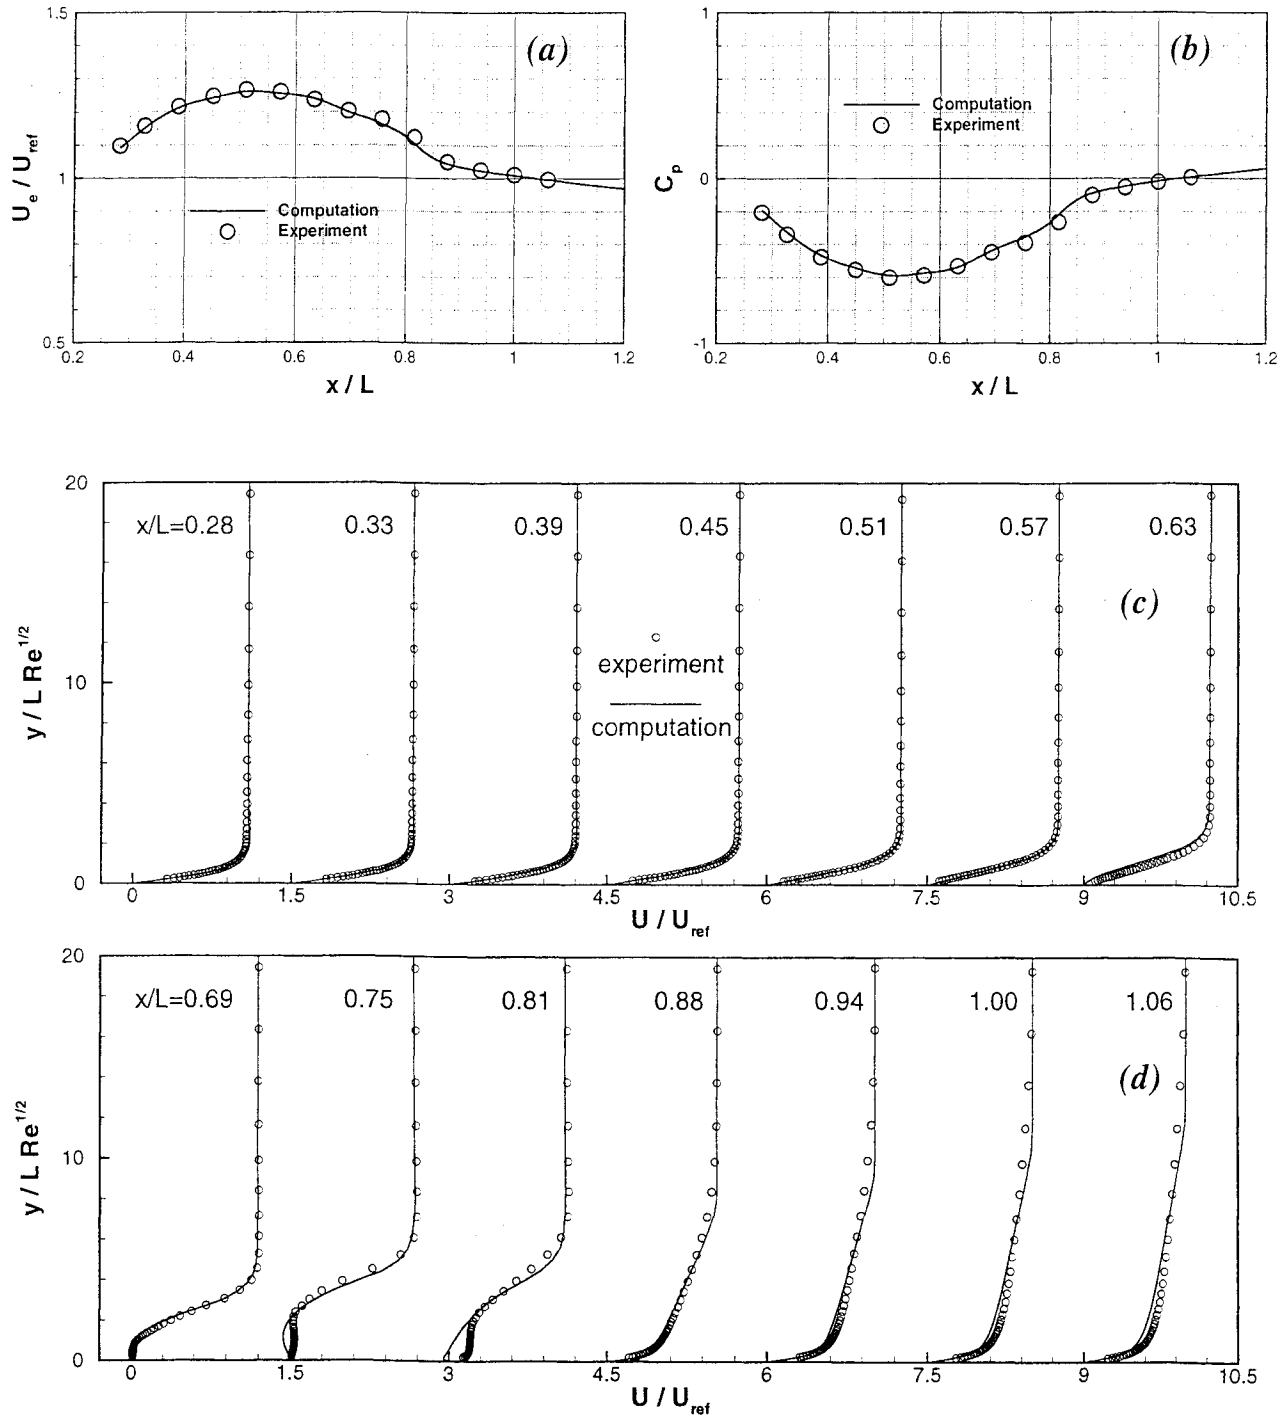 1.5
(a)
U_e / U_ref
1
Computation
Experiment
0.5
0.2 0.4 0.6 0.8 1 1.2
x / L
1
(b)
Computation
Experiment
C_p
0
-1
0.2 0.4 0.6 0.8 1 1.2
x / L
20
x/L=0.28 0.33 0.39 0.45 0.51 0.57 0.63
(c)
experiment
computation
y / L Re^1/2
10
0
0 1.5 3 4.5 6 7.5 9 10.5
U / U_ref
20
x/L=0.69 0.75 0.81 0.88 0.94 1.00 1.06
(d)
y / L Re^1/2
10
0
0 1.5 3 4.5 6 7.5 9 10.5
U / U_ref